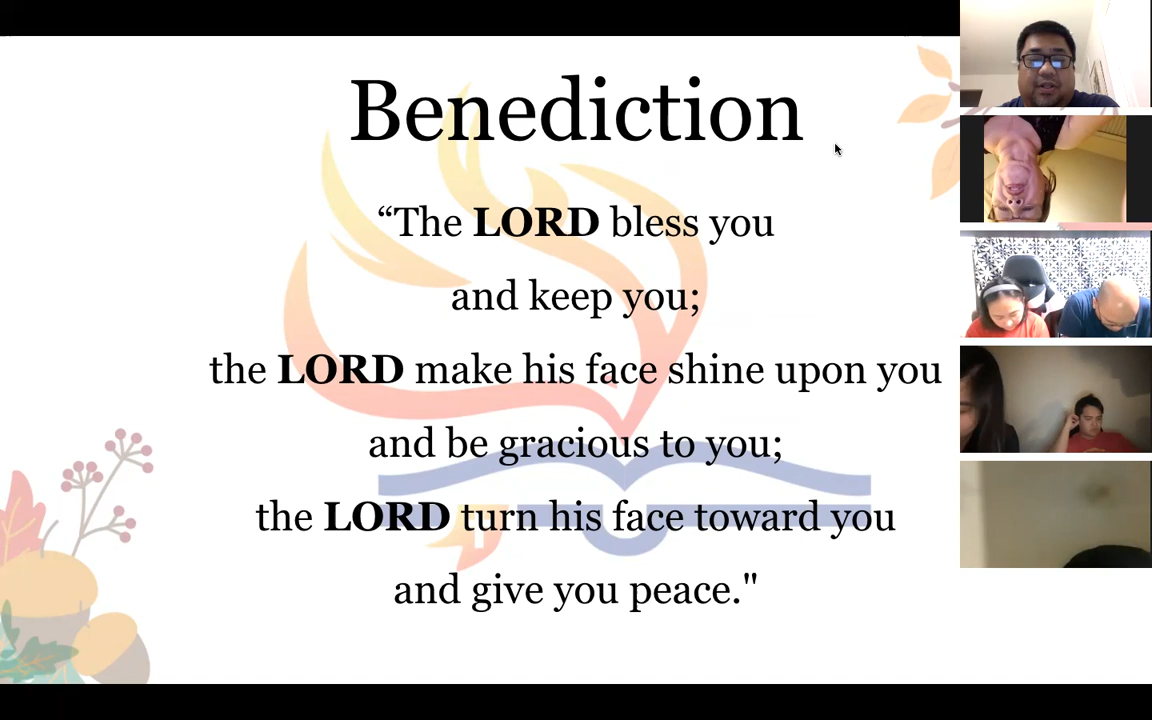 Benediction
“The LORD bless you
and keep you;
the LORD make his face shine upon you
and be gracious to you;
the LORD turn his face toward you
and give you peace."